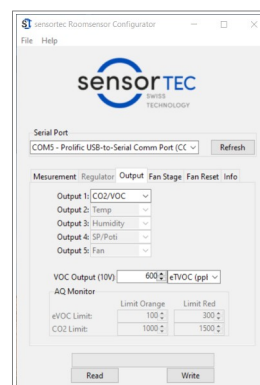 sensortec Roomsensor Configurator
File Help
sensorTEC
SWISS
TECHNOLOGY
Serial Port
COM5 - Prolific USB-to-Serial Comm Port (CC
Refresh
Mesurement Regulator Output Fan Stage Fan Reset Info
Output 1: CO2/VOC
Output 2: Temp
Output 3: Humidity
Output 4: SP/Poti
Output 5: Fan
VOC Output (10V) 600 eTVOC (ppl
AQ Monitor
Limit Orange Limit Red
eVOC Limit: 100 300
CO2 Limit: 1000 1500
Read Write